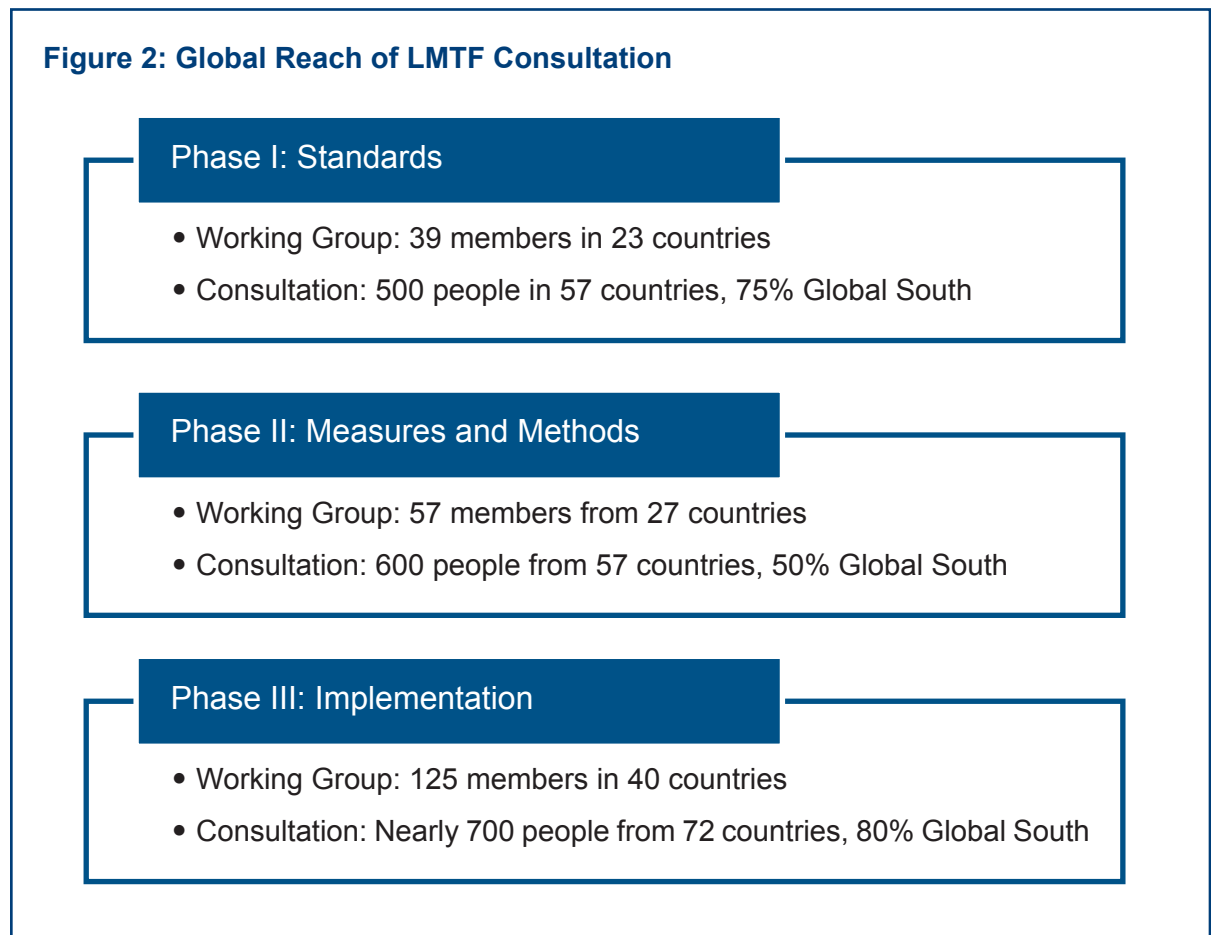 Figure 2: Global Reach of LMTF Consultation
Phase I: Standards
• Working Group: 39 members in 23 countries
• Consultation: 500 people in 57 countries, 75% Global South
Phase II: Measures and Methods
• Working Group: 57 members from 27 countries
• Consultation: 600 people from 57 countries, 50% Global South
Phase III: Implementation
• Working Group: 125 members in 40 countries
• Consultation: Nearly 700 people from 72 countries, 80% Global South